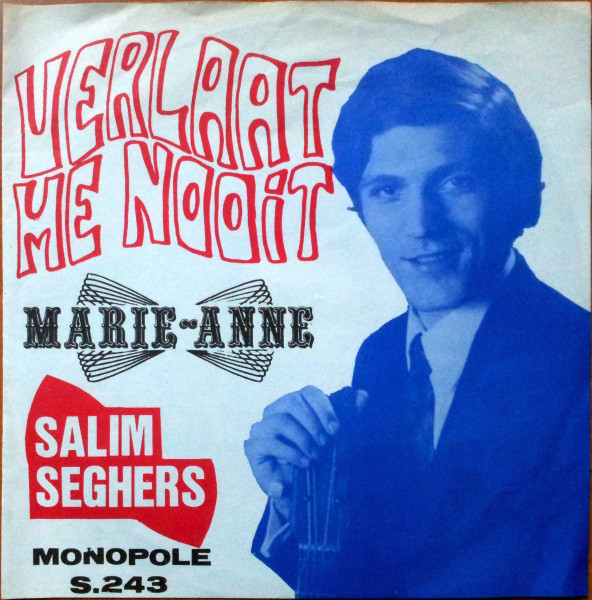 VERLAAT
ME NOOiT
MARIE-ANNE
SALIM
SEGHERS
MONOPOLE
S.243